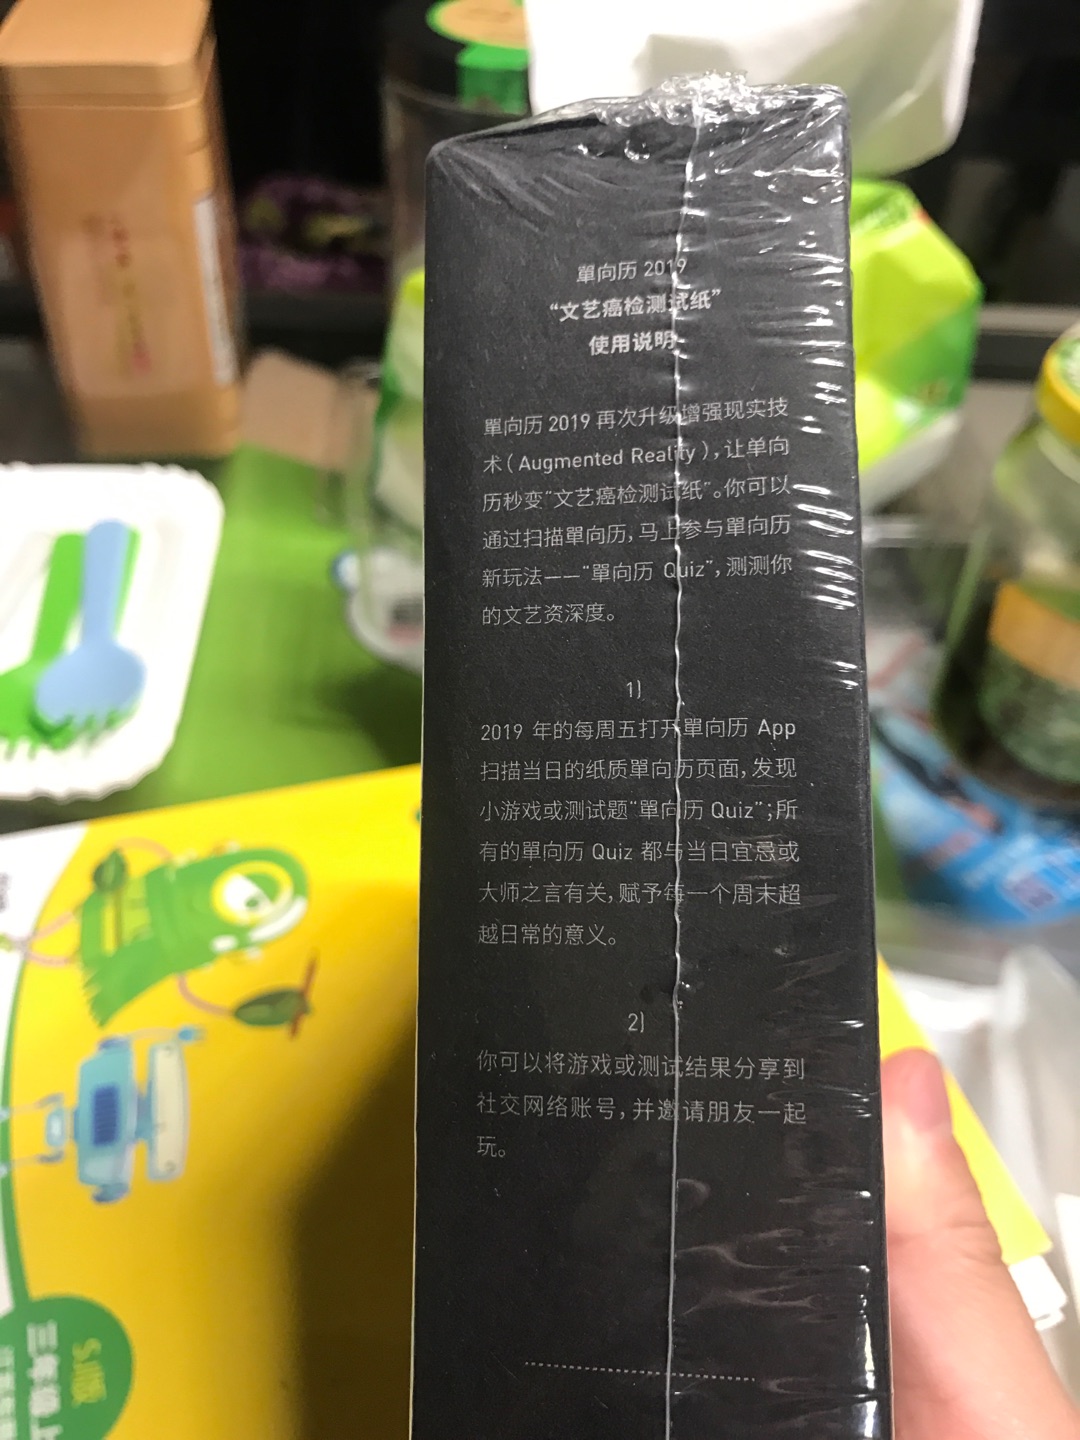 單向历 2019
“文艺癌检测试纸”
使用说明
單向历 2019 再次升级增强现实技
术(Augmented Reality),让单向
历秒变“文艺癌检测试纸”。你可以
通过扫描單向历,马上参与單向历
新玩法——“單向历 Quiz”,测测你
的文艺资深度。
1)
2019 年的每周五打开單向历 App
扫描当日的纸质單向历页面,发现
小游戏或测试题“單向历 Quiz”;所
有的單向历 Quiz 都与当日宜忌或
大师之言有关,赋予每一个周末超
越日常的意义。
2)
你可以将游戏或测试结果分享到
社交网络账号,并邀请朋友一起
玩。
SJ版
三年级上